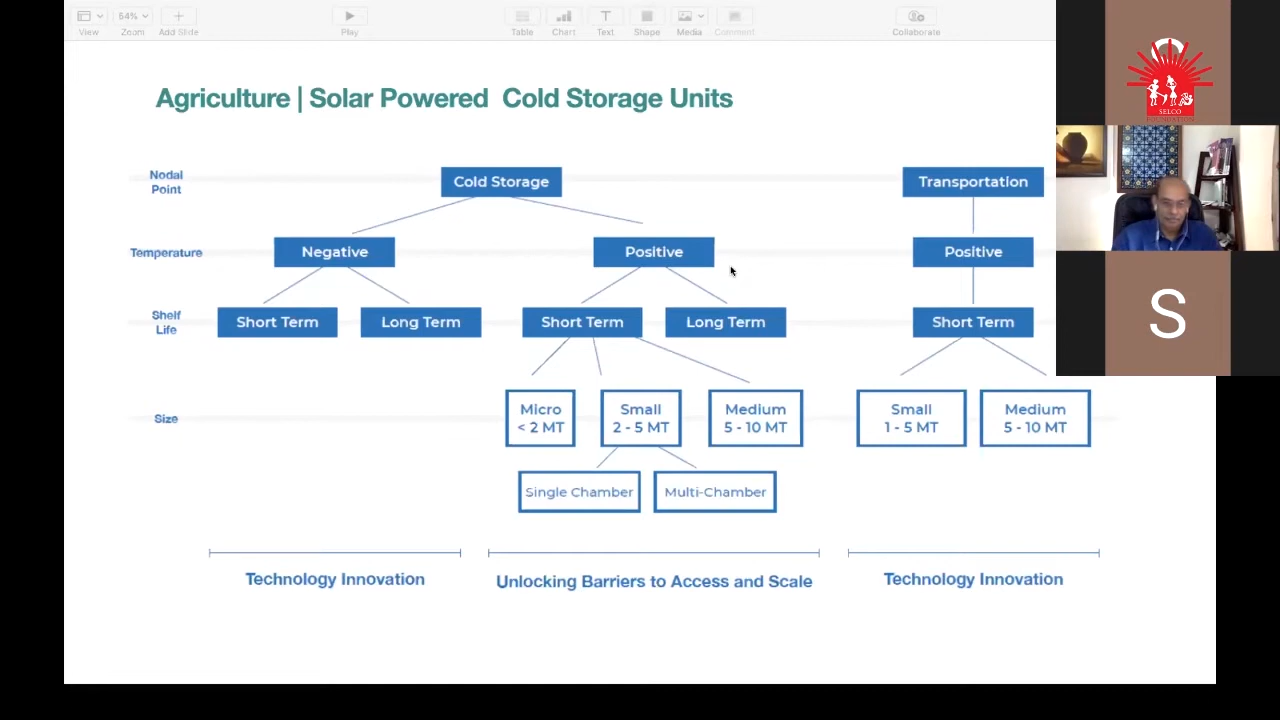 54%
View
Zoom
Add Slide
Play
Table
Chart
Text
Shape
Media
Comment
Collaborate
Agriculture | Solar Powered Cold Storage Units
SELCO
FOUNDATION
Nodal
Point
Cold Storage
Transportation
Temperature
Negative
Positive
Positive
S
Shelf
Life
Short Term
Long Term
Short Term
Long Term
Short Term
Size
Micro
< 2 MT
Small
2 - 5 MT
Medium
5 - 10 MT
Small
1 - 5 MT
Medium
5 - 10 MT
Single Chamber
Multi-Chamber
Technology Innovation
Unlocking Barriers to Access and Scale
Technology Innovation